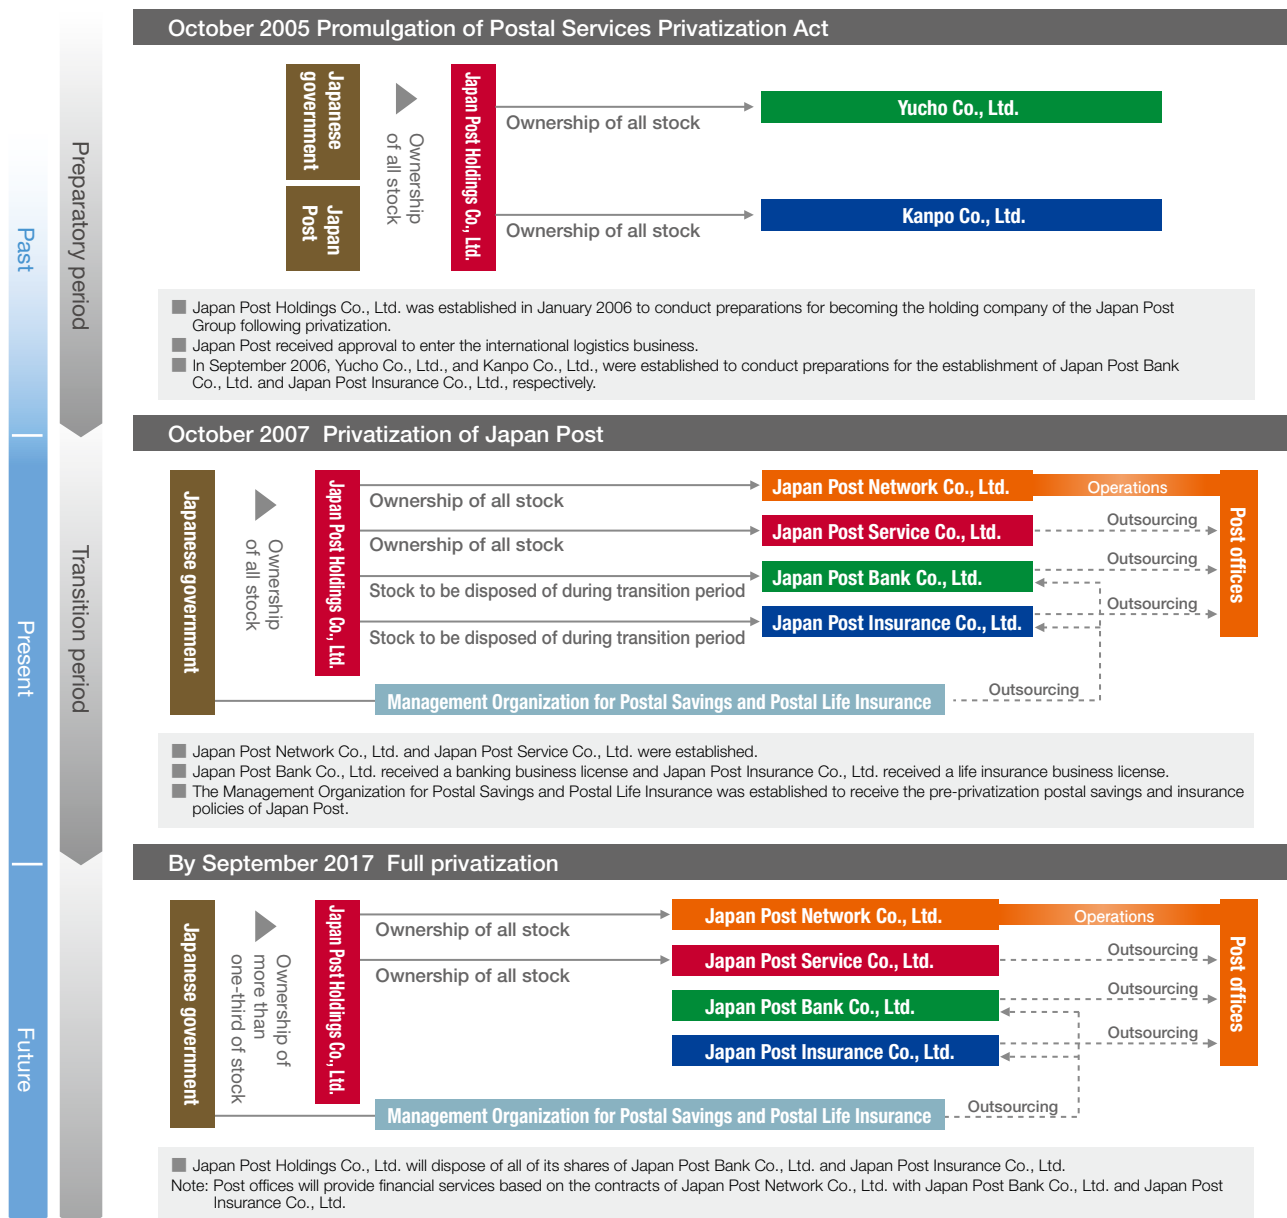 October 2005 Promulgation of Postal Services Privatization Act
Past
Preparatory period
Japanese
government
Japan
Post
Ownership
of all stock
Japan Post Holdings Co., Ltd.
Ownership of all stock
Yucho Co., Ltd.
Ownership of all stock
Kanpo Co., Ltd.
Japan Post Holdings Co., Ltd. was established in January 2006 to conduct preparations for becoming the holding company of the Japan Post
Group following privatization.
Japan Post received approval to enter the international logistics business.
In September 2006, Yucho Co., Ltd., and Kanpo Co., Ltd., were established to conduct preparations for the establishment of Japan Post Bank
Co., Ltd. and Japan Post Insurance Co., Ltd., respectively.
October 2007 Privatization of Japan Post
Present
Transition period
Japanese government
Ownership
of all stock
Japan Post Holdings Co., Ltd.
Ownership of all stock
Japan Post Network Co., Ltd.
Operations
Ownership of all stock
Japan Post Service Co., Ltd.
Outsourcing
Stock to be disposed of during transition period
Japan Post Bank Co., Ltd.
Outsourcing
Stock to be disposed of during transition period
Japan Post Insurance Co., Ltd.
Outsourcing
Post offices
Management Organization for Postal Savings and Postal Life Insurance
Outsourcing
Japan Post Network Co., Ltd. and Japan Post Service Co., Ltd. were established.
Japan Post Bank Co., Ltd. received a banking business license and Japan Post Insurance Co., Ltd. received a life insurance business license.
The Management Organization for Postal Savings and Postal Life Insurance was established to receive the pre-privatization postal savings and insurance
policies of Japan Post.
By September 2017 Full privatization
Future
Japanese government
Ownership of
more than
one-third of stock
Japan Post Holdings Co., Ltd.
Ownership of all stock
Japan Post Network Co., Ltd.
Operations
Ownership of all stock
Japan Post Service Co., Ltd.
Outsourcing
Japan Post Bank Co., Ltd.
Outsourcing
Japan Post Insurance Co., Ltd.
Outsourcing
Post offices
Management Organization for Postal Savings and Postal Life Insurance
Outsourcing
Japan Post Holdings Co., Ltd. will dispose of all of its shares of Japan Post Bank Co., Ltd. and Japan Post Insurance Co., Ltd.
Note: Post offices will provide financial services based on the contracts of Japan Post Network Co., Ltd. with Japan Post Bank Co., Ltd. and Japan Post
Insurance Co., Ltd.